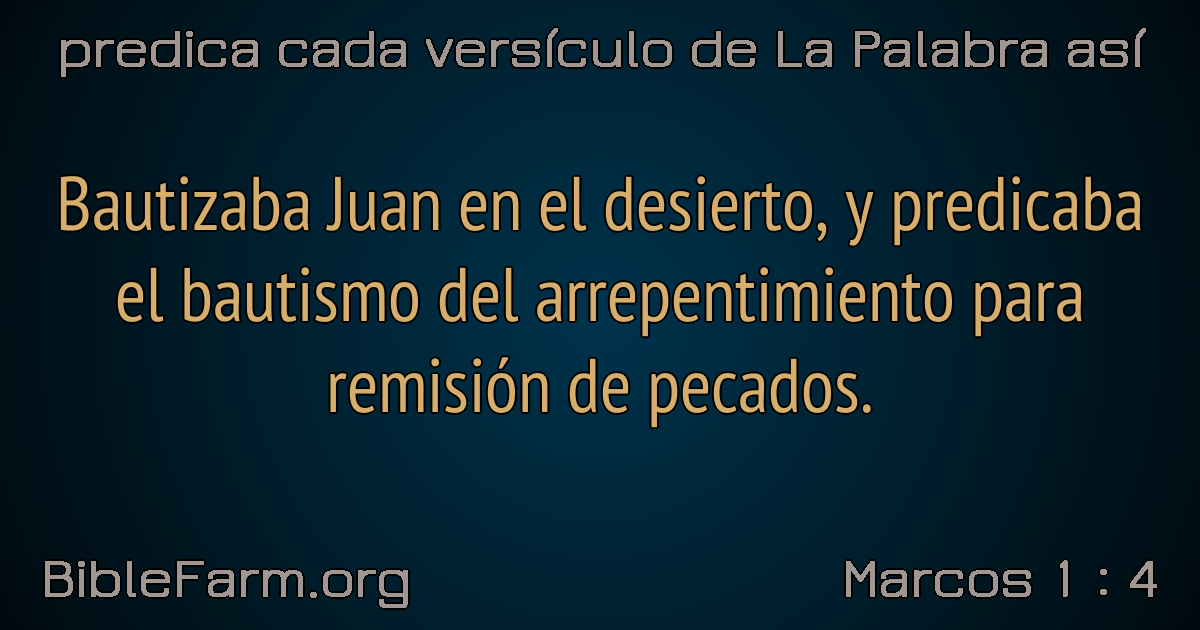 predica cada versículo de La Palabra así
Bautizaba Juan en el desierto, y predicaba
el bautismo del arrepentimiento para
remisión de pecados.
BibleFarm.org
Marcos 1 : 4